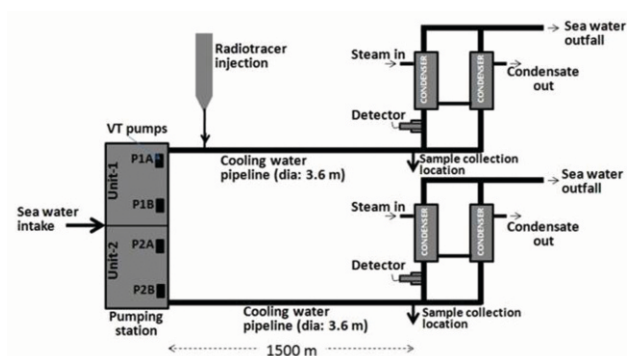 Radiotracer
injection
Steam in
CONDENSER
CONDENSER
Sea water
outfall
Condensate
out
Detector
VT pumps
P1A
Unit-1
P1B
Cooling water
pipeline (dia: 3.6 m)
Sample collection
location
Sea water
intake
Unit-2
P2A
P2B
Pumping
station
Steam in
CONDENSER
CONDENSER
Sea water
outfall
Condensate
out
Detector
Cooling water
pipeline (dia: 3.6 m)
Sample collection
location
1500 m